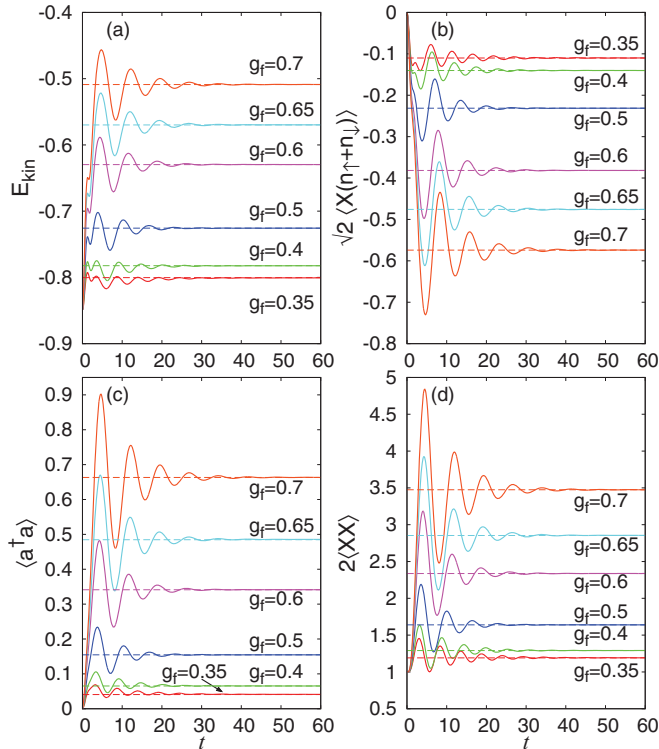 (a)
E_kin
-0.4
-0.5
-0.6
-0.7
-0.8
-0.9
g_f=0.7
g_f=0.65
g_f=0.6
g_f=0.5
g_f=0.4
g_f=0.35
0 10 20 30 40 50 60
(b)
√2 ⟨X(n↑+n↓)⟩
0
-0.1
-0.2
-0.3
-0.4
-0.5
-0.6
-0.7
-0.8
g_f=0.35
g_f=0.4
g_f=0.5
g_f=0.6
g_f=0.65
g_f=0.7
0 10 20 30 40 50 60
(c)
⟨a†a⟩
0.9
0.8
0.7
0.6
0.5
0.4
0.3
0.2
0.1
0
g_f=0.7
g_f=0.65
g_f=0.6
g_f=0.5
g_f=0.35
g_f=0.4
0 10 20 30 40 50 60
t
(d)
2⟨XX⟩
5
4.5
4
3.5
3
2.5
2
1.5
1
0.5
g_f=0.7
g_f=0.65
g_f=0.6
g_f=0.5
g_f=0.4
g_f=0.35
0 10 20 30 40 50 60
t